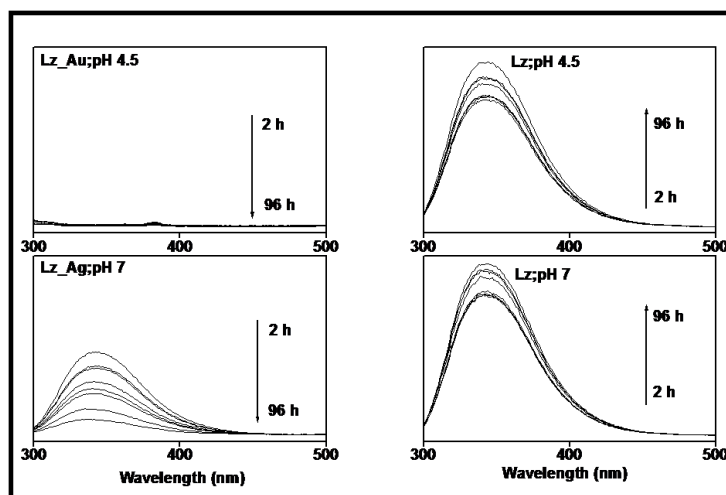 Lz_Au;pH 4.5
2 h
96 h
300 400 500
Lz;pH 4.5
96 h
2 h
300 400 500
Lz_Ag;pH 7
2 h
96 h
300 400 500
Wavelength (nm)
Lz;pH 7
96 h
2 h
300 400 500
Wavelength (nm)